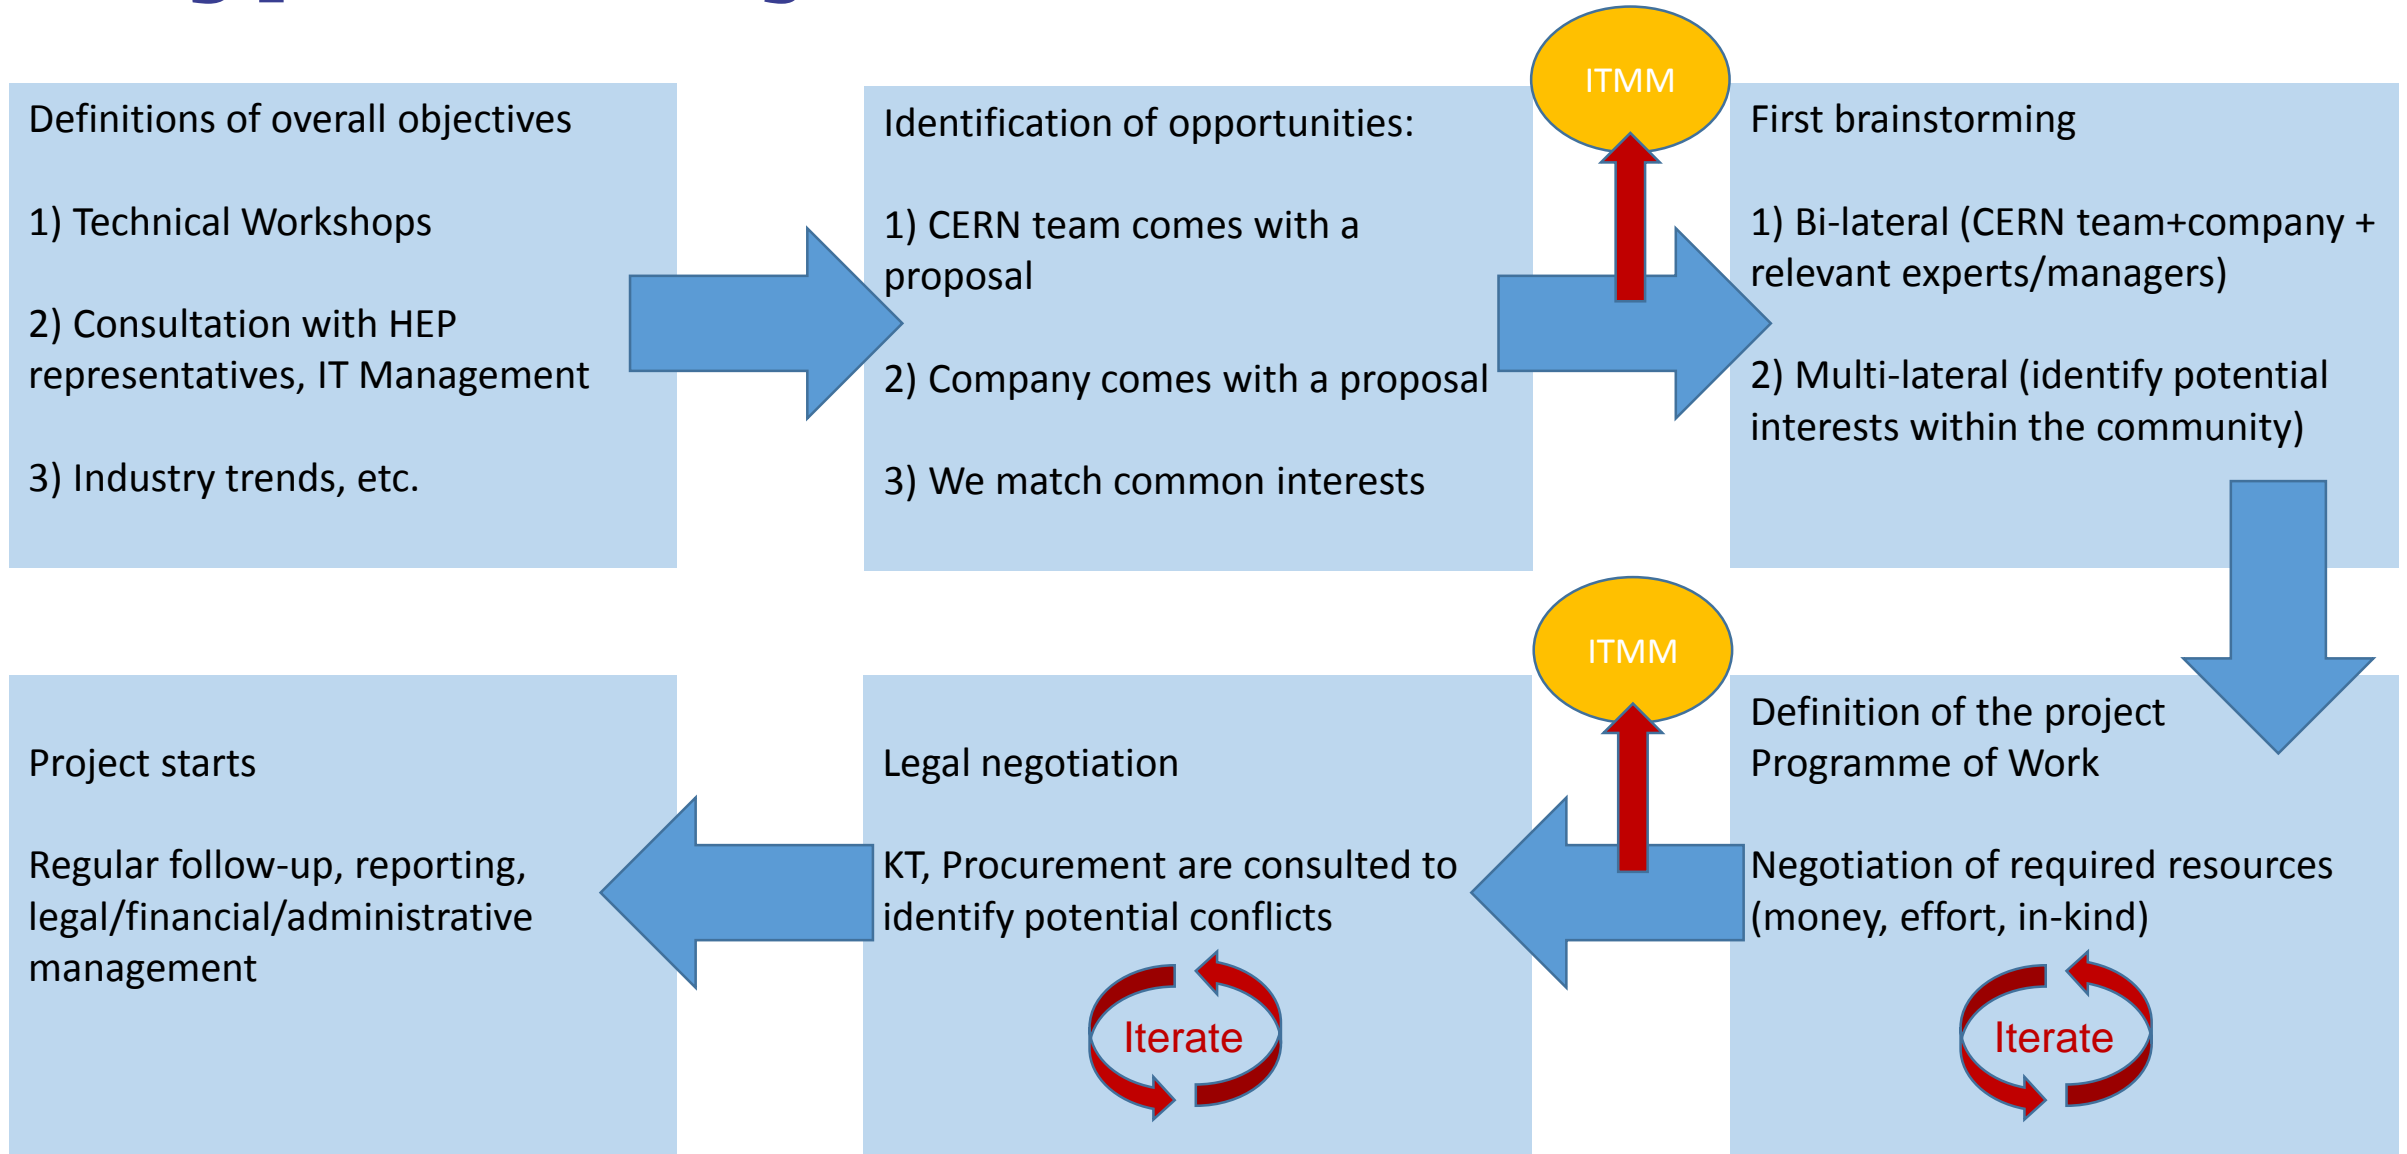 ITMM
Definitions of overall objectives
1) Technical Workshops
2) Consultation with HEP
representatives, IT Management
3) Industry trends, etc.
Identification of opportunities:
1) CERN team comes with a
proposal
2) Company comes with a proposal
3) We match common interests
First brainstorming
1) Bi-lateral (CERN team+company +
relevant experts/managers)
2) Multi-lateral (identify potential
interests within the community)
ITMM
Definition of the project
Programme of Work
Negotiation of required resources
(money, effort, in-kind)
Iterate
Legal negotiation
KT, Procurement are consulted to
identify potential conflicts
Iterate
Project starts
Regular follow-up, reporting,
legal/financial/administrative
management